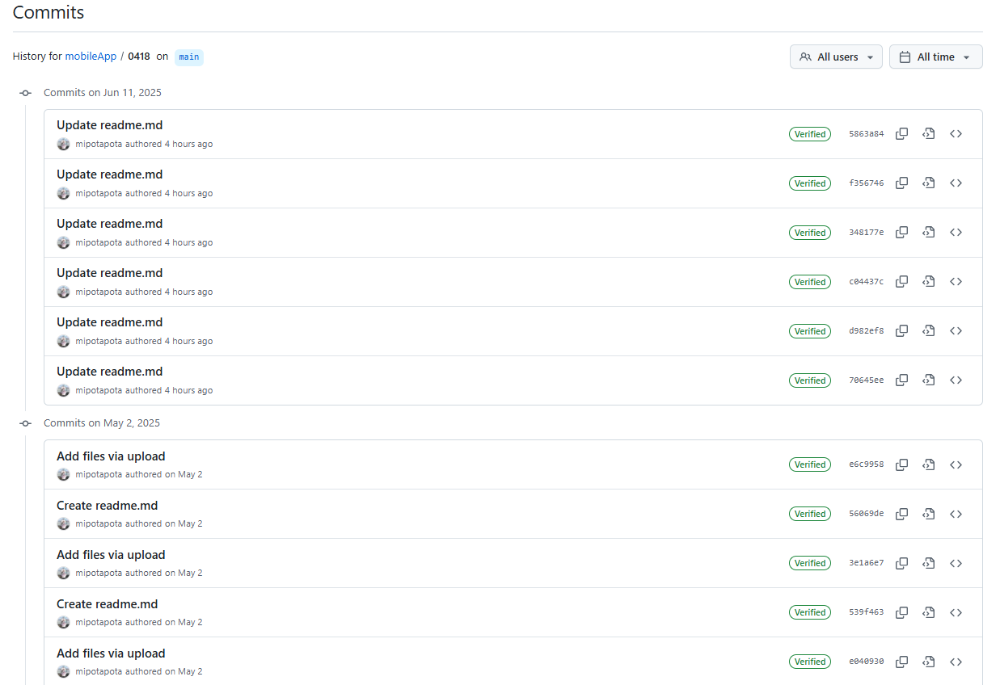 Commits
History for mobileApp / 0418 on main All users All time
Commits on Jun 11, 2025
Update readme.md
mipotapota authored 4 hours ago
Verified 5863a84
Update readme.md
mipotapota authored 4 hours ago
Verified f356746
Update readme.md
mipotapota authored 4 hours ago
Verified 348177e
Update readme.md
mipotapota authored 4 hours ago
Verified c04437c
Update readme.md
mipotapota authored 4 hours ago
Verified d982ef8
Update readme.md
mipotapota authored 4 hours ago
Verified 70645ee
Commits on May 2, 2025
Add files via upload
mipotapota authored on May 2
Verified e6c9958
Create readme.md
mipotapota authored on May 2
Verified 56069de
Add files via upload
mipotapota authored on May 2
Verified 3e1a6e7
Create readme.md
mipotapota authored on May 2
Verified 539f463
Add files via upload
mipotapota authored on May 2
Verified e040930